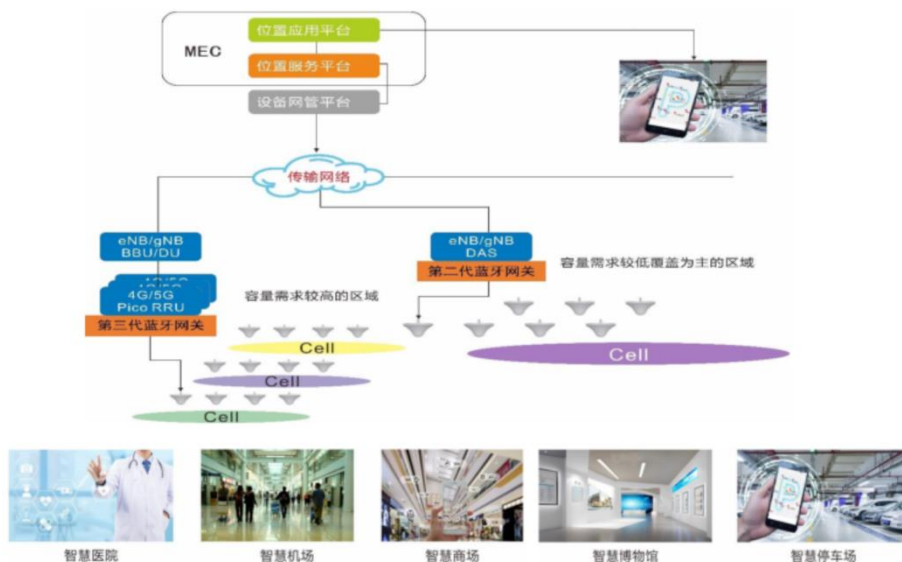 位置应用平台
MEC
位置服务平台
设备网管平台
传输网络
eNB/gNB
BBU/DU
eNB/gNB
DAS
第二代蓝牙网关
容量需求较低覆盖为主的区域
4G/5G
Pico RRU
第三代蓝牙网关
容量需求较高的区域
Cell
Cell
Cell
Cell
智慧医院
智慧机场
智慧商场
智慧博物馆
智慧停车场